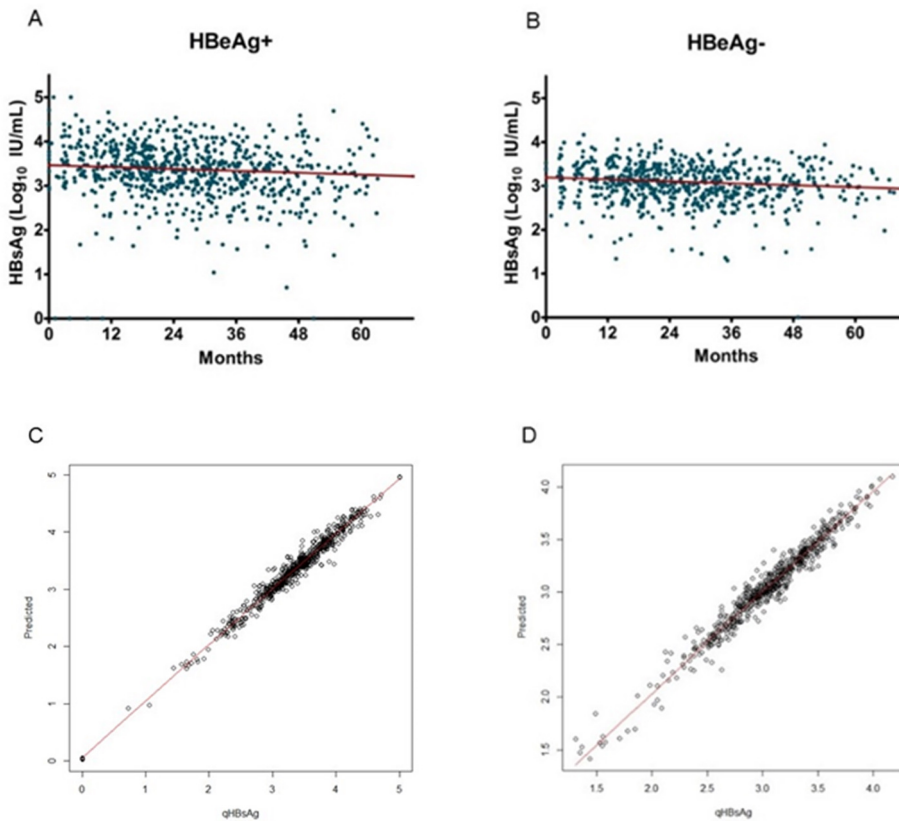 A
B
HBeAg+
HBeAg-
HBsAg (Log10 IU/mL)
5
4
3
2
1
0
0 12 24 36 48 60
Months
HBsAg (Log10 IU/mL)
5
4
3
2
1
0
0 12 24 36 48 60
Months
C
D
Predicted
5
4
3
2
1
0
0 1 2 3 4 5
qHBsAg
Predicted
4.0
3.5
3.0
2.5
2.0
1.5
1.5 2.0 2.5 3.0 3.5 4.0
qHBsAg